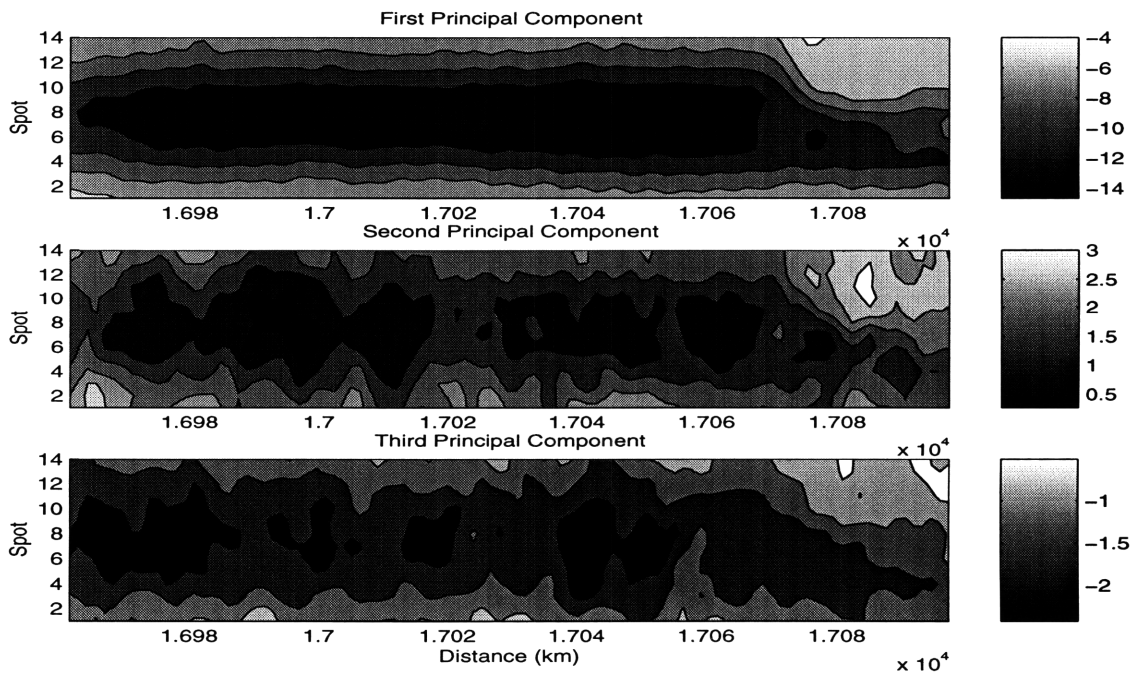 First Principal Component
14
12
10
8
6
4
2
Spot
1.698 1.7 1.702 1.704 1.706 1.708
x 10^4
-4
-6
-8
-10
-12
-14
Second Principal Component
14
12
10
8
6
4
2
Spot
1.698 1.7 1.702 1.704 1.706 1.708
x 10^4
3
2.5
2
1.5
1
0.5
Third Principal Component
14
12
10
8
6
4
2
Spot
1.698 1.7 1.702 1.704 1.706 1.708
Distance (km)
x 10^4
-1
-1.5
-2